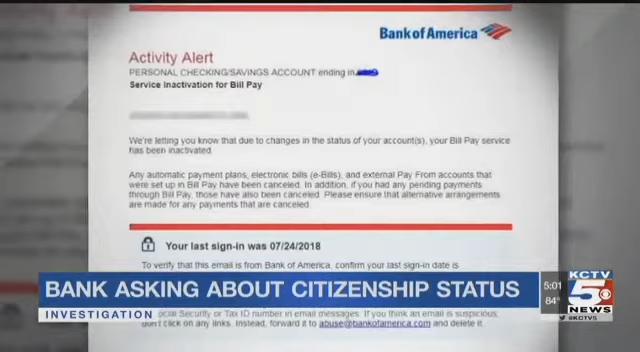 Bank of America
Activity Alert
PERSONAL CHECKING/SAVINGS ACCOUNT ending in
Service Inactivation for Bill Pay
We're letting you know that due to changes in the status of your account(s), your Bill Pay service
has been inactivated.
Any automatic payment plans, electronic bills (e-Bills), and external Pay From accounts that
were set up in Bill Pay have been canceled. In addition, if you had any pending payments
through Bill Pay, those have also been canceled. Please ensure that alternative arrangements
are made for any payments that are canceled.
Your last sign-in was 07/24/2018
To verify that this email is from Bank of America, confirm your last sign-in date is
BANK ASKING ABOUT CITIZENSHIP STATUS
INVESTIGATION
5:01
84°
KCTV
5
NEWS
@KCTV5
Social Security or Tax ID number in email messages. If you think an email is suspicious,
don't click on any links. Instead, forward it to abuse@bankofamerica.com and delete it.